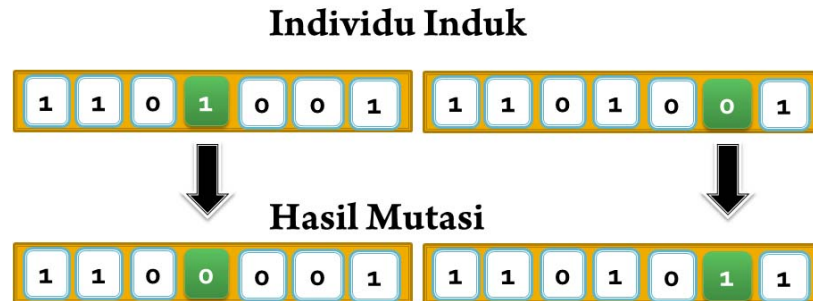 Individu Induk
1 1 0 1 0 0 1 1 1 0 1 0 0 1
Hasil Mutasi
1 1 0 0 0 0 1 1 1 0 1 0 1 1